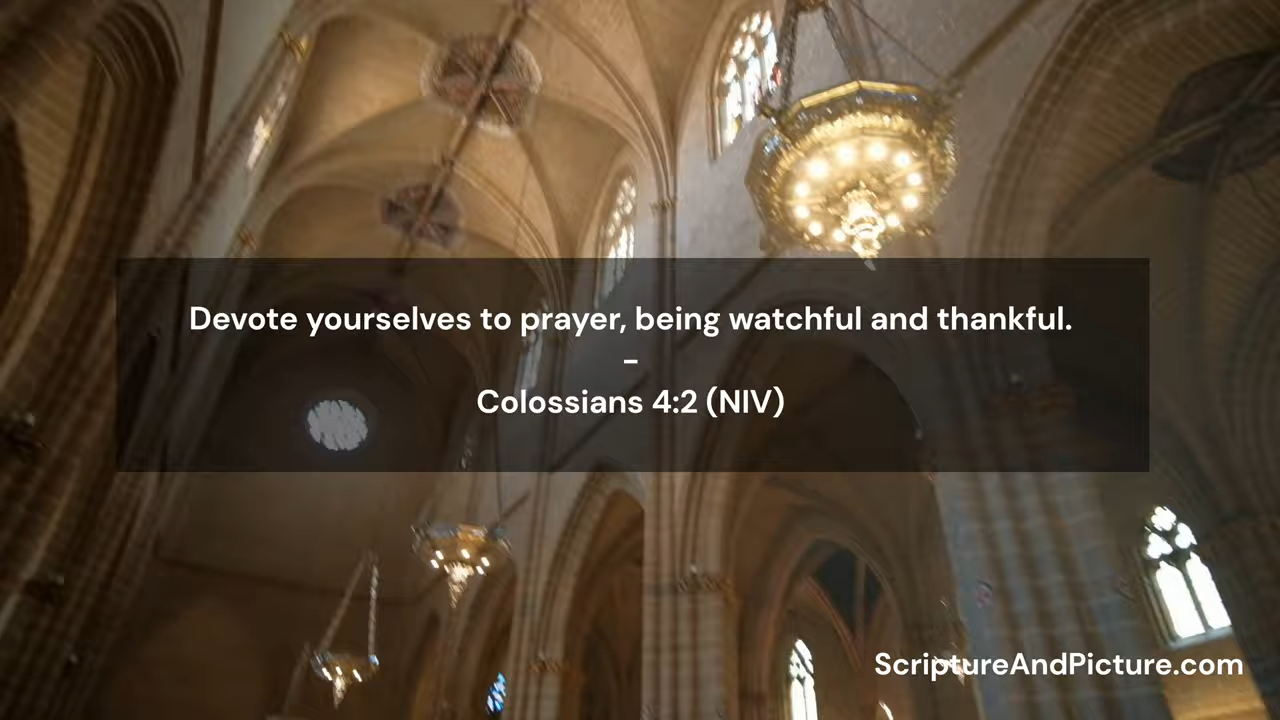 Devote yourselves to prayer, being watchful and thankful.
–
Colossians 4:2 (NIV)
ScriptureAndPicture.com